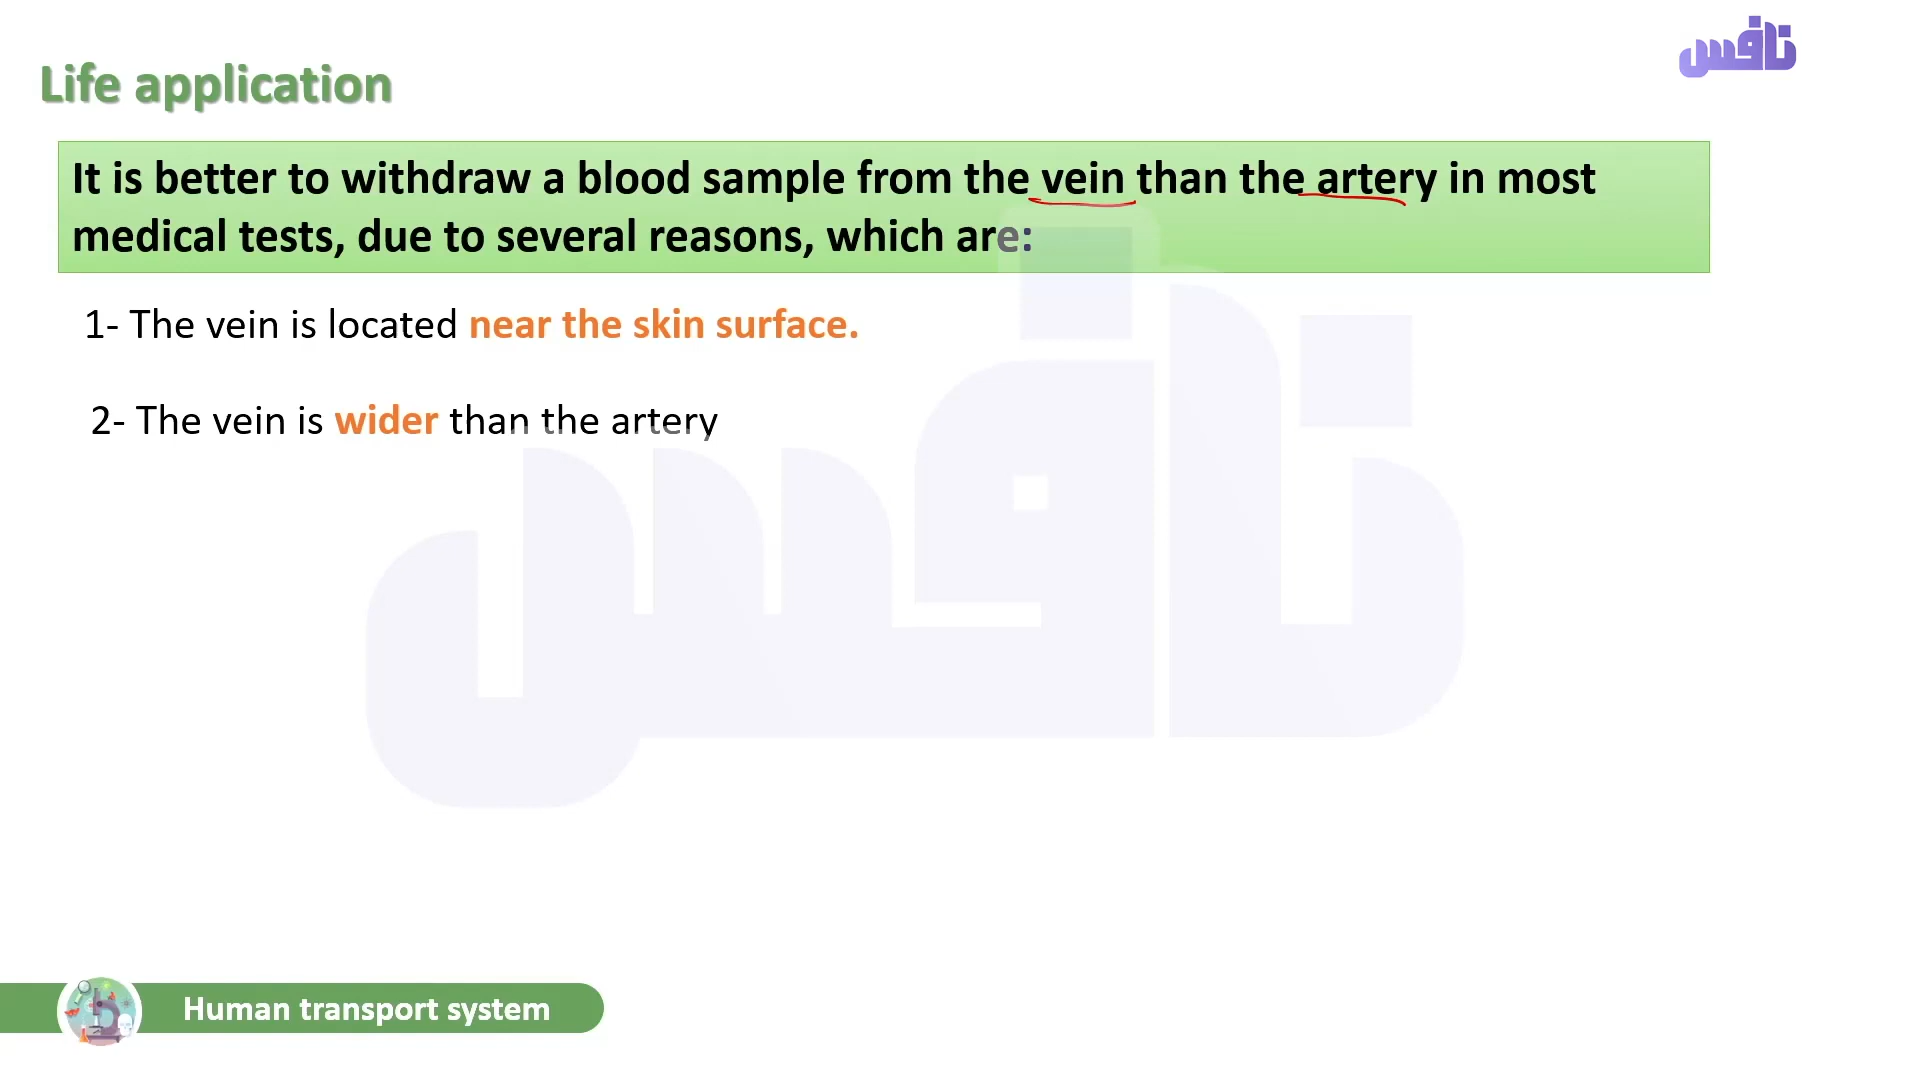 نافس
Life application
It is better to withdraw a blood sample from the vein than the artery in most
medical tests, due to several reasons, which are:
1- The vein is located near the skin surface.
2- The vein is wider than the artery
نافس
Human transport system